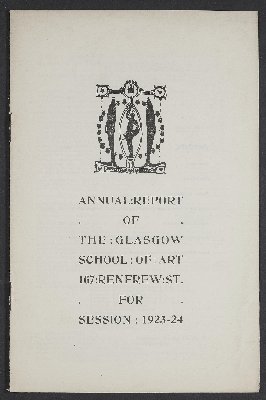 ANNUAL:REPORT
. OF .
THE : GLASGOW
SCHOOL : OF ART
167:RENFREW:ST.
. FOR .
SESSION : 1923-24